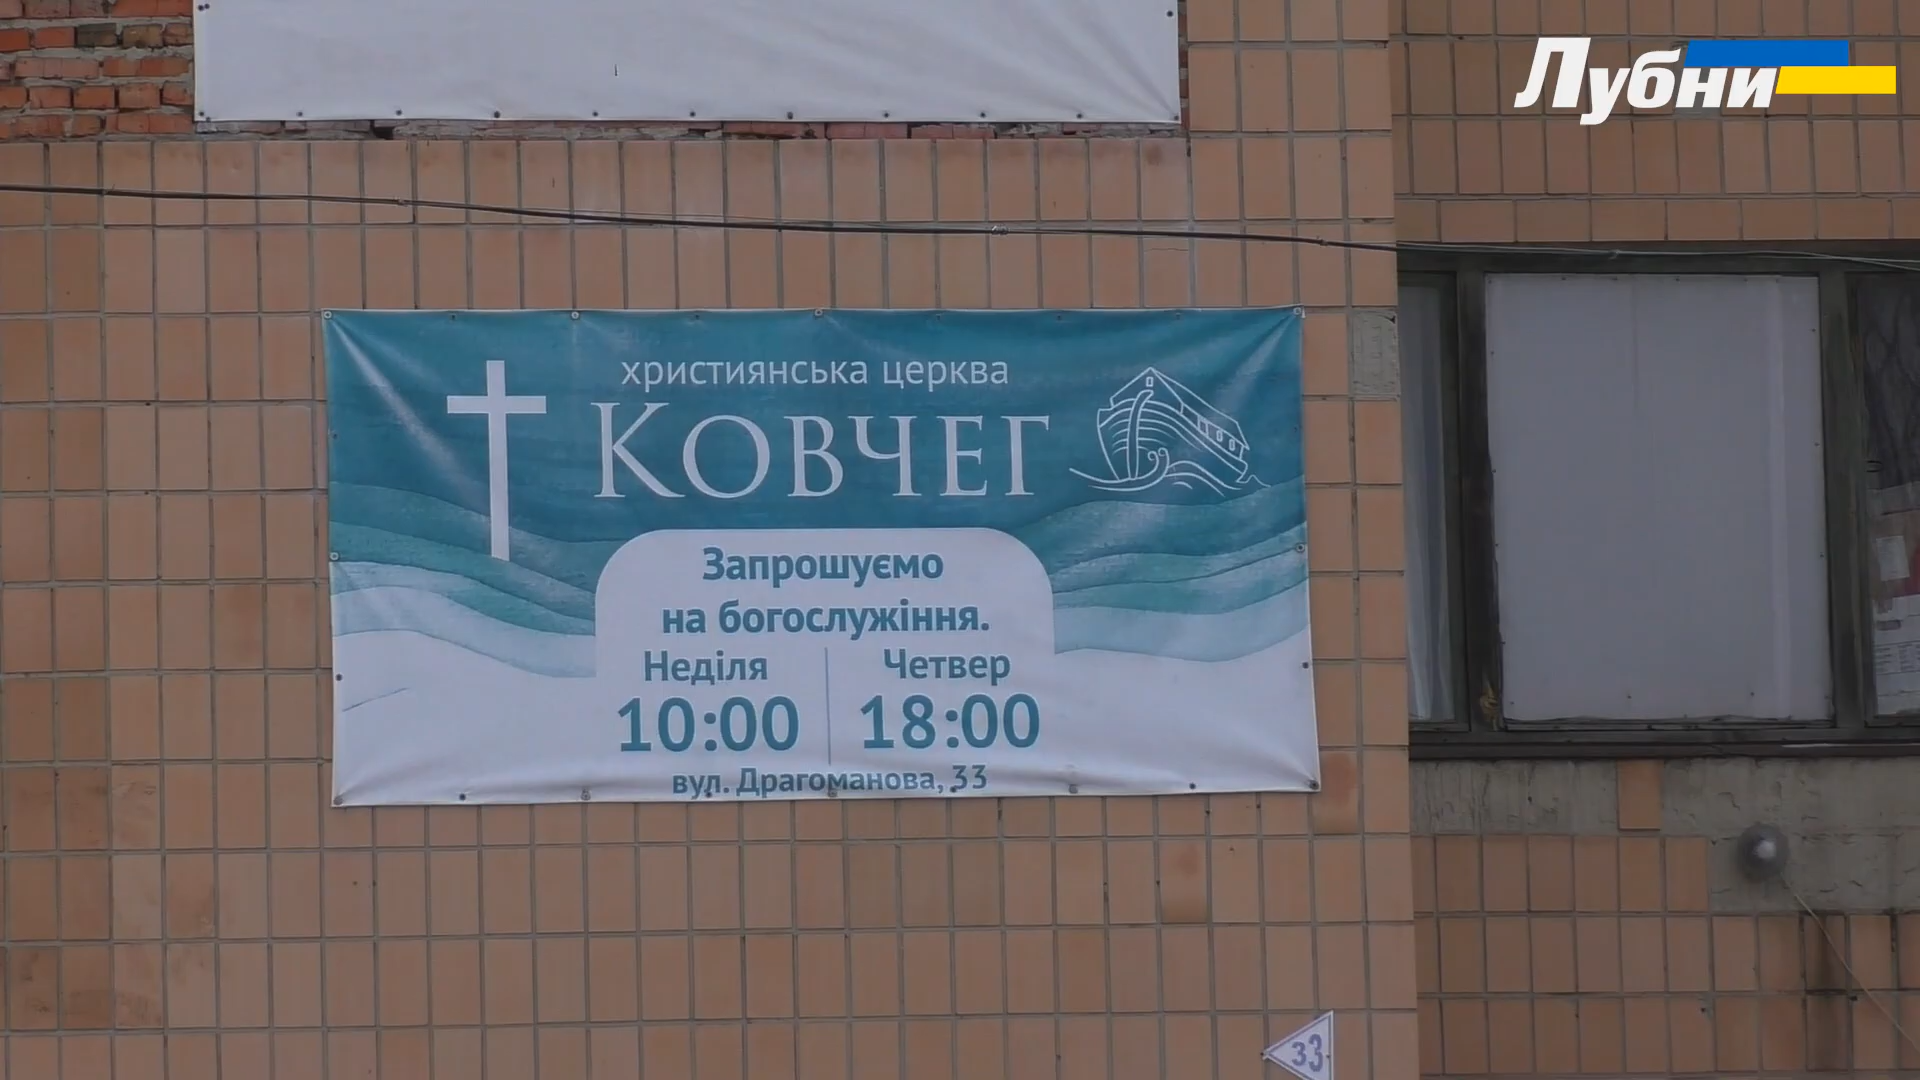 Лубни
християнська церква
Ковчег
Запрошуємо
на богослужіння.
Неділя Четвер
10:00 18:00
вул. Драгоманова, 33
33